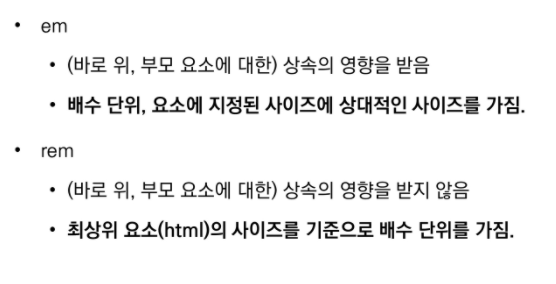 • em
• (바로 위, 부모 요소에 대한) 상속의 영향을 받음
• 배수 단위, 요소에 지정된 사이즈에 상대적인 사이즈를 가짐.
• rem
• (바로 위, 부모 요소에 대한) 상속의 영향을 받지 않음
• 최상위 요소(html)의 사이즈를 기준으로 배수 단위를 가짐.